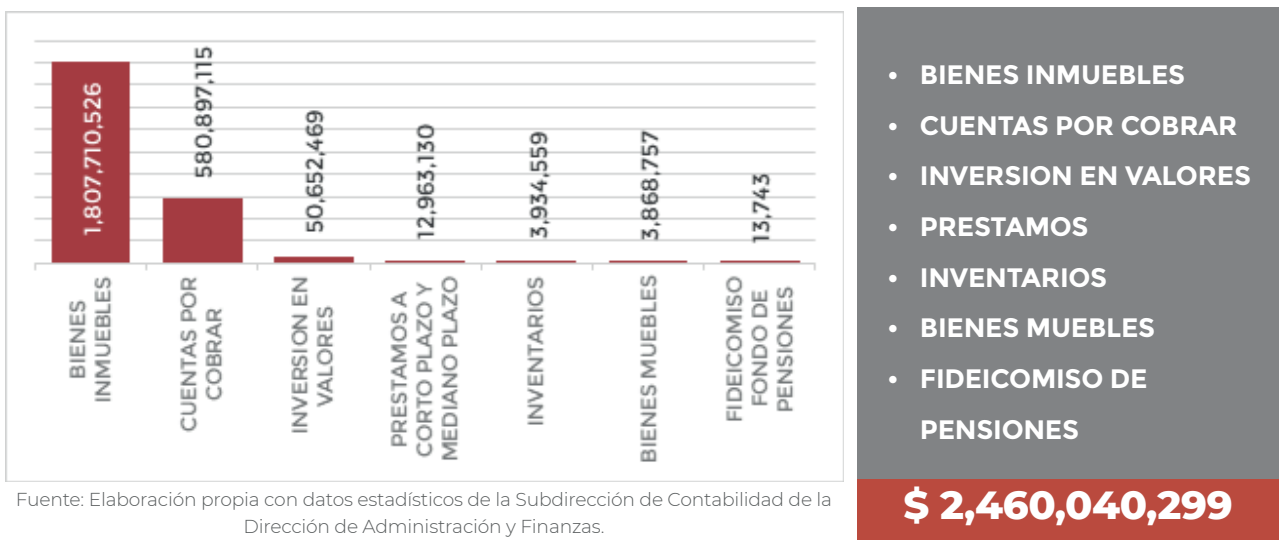 1,807,710,526
580,897,115
50,652,469
12,963,130
3,934,559
3,868,757
13,743
BIENES
INMUEBLES
CUENTAS POR
COBRAR
INVERSION EN
VALORES
PRESTAMOS A
CORTO PLAZO Y
MEDIANO PLAZO
INVENTARIOS
BIENES MUEBLES
FIDEICOMISO
FONDO DE
PENSIONES
Fuente: Elaboración propia con datos estadísticos de la Subdirección de Contabilidad de la
Dirección de Administración y Finanzas.
• BIENES INMUEBLES
• CUENTAS POR COBRAR
• INVERSION EN VALORES
• PRESTAMOS
• INVENTARIOS
• BIENES MUEBLES
• FIDEICOMISO DE
PENSIONES
$ 2,460,040,299